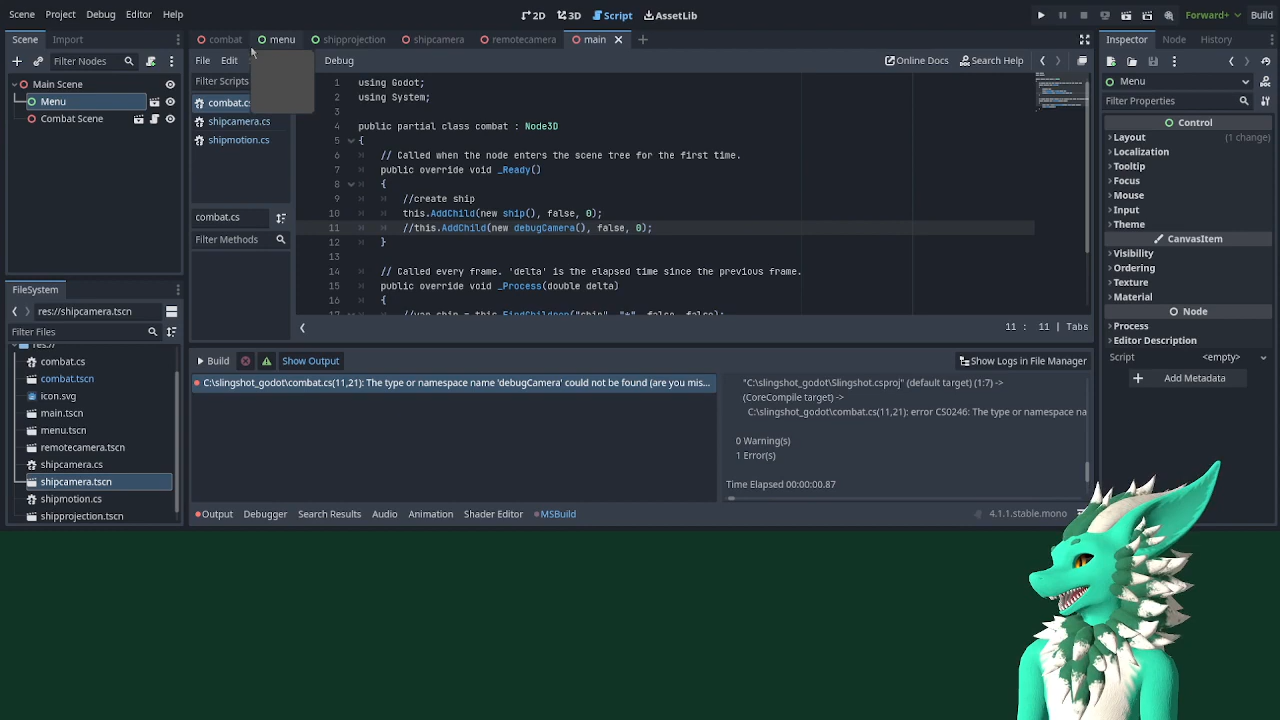 Scene Project Debug Editor Help 2D 3D Script AssetLib Forward+ Build
Scene Import
Filter Nodes
Main Scene
Menu
Combat Scene
combat menu shipprojection shipcamera remotecamera main
File Edit Debug Online Docs Search Help
Filter Scripts
combat.cs
shipcamera.cs
shipmotion.cs
combat.cs
Filter Methods
1 using Godot;
2 using System;
3
4 public partial class combat : Node3D
5 {
6 // Called when the node enters the scene tree for the first time.
7 public override void _Ready()
8 {
9 //create ship
10 this.AddChild(new ship(), false, 0);
11 //this.AddChild(new debugCamera(), false, 0);
12 }
13
14 // Called every frame. 'delta' is the elapsed time since the previous frame.
15 public override void _Process(double delta)
16 {
17 //var ship = this.FindChildren("ship", "*", false, false);
11 : 11 | Tabs
FileSystem
res://shipcamera.tscn
Filter Files
res://
combat.cs
combat.tscn
icon.svg
main.tscn
menu.tscn
remotecamera.tscn
shipcamera.cs
shipcamera.tscn
shipmotion.cs
shipprojection.tscn
Build Show Output Show Logs in File Manager
C:\slingshot_godot\combat.cs(11,21): The type or namespace name 'debugCamera' could not be found (are you mis...
"C:\slingshot_godot\Slingshot.csproj" (default target) (1:7) ->
(CoreCompile target) ->
C:\slingshot_godot\combat.cs(11,21): error CS0246: The type or namespace na
0 Warning(s)
1 Error(s)
Time Elapsed 00:00:00.87
Output Debugger Search Results Audio Animation Shader Editor MSBuild 4.1.1.stable.mono
Inspector Node History
Menu
Filter Properties
Control
Layout (1 change)
Localization
Tooltip
Focus
Mouse
Input
Theme
CanvasItem
Visibility
Ordering
Texture
Material
Node
Process
Editor Description
Script <empty>
Add Metadata